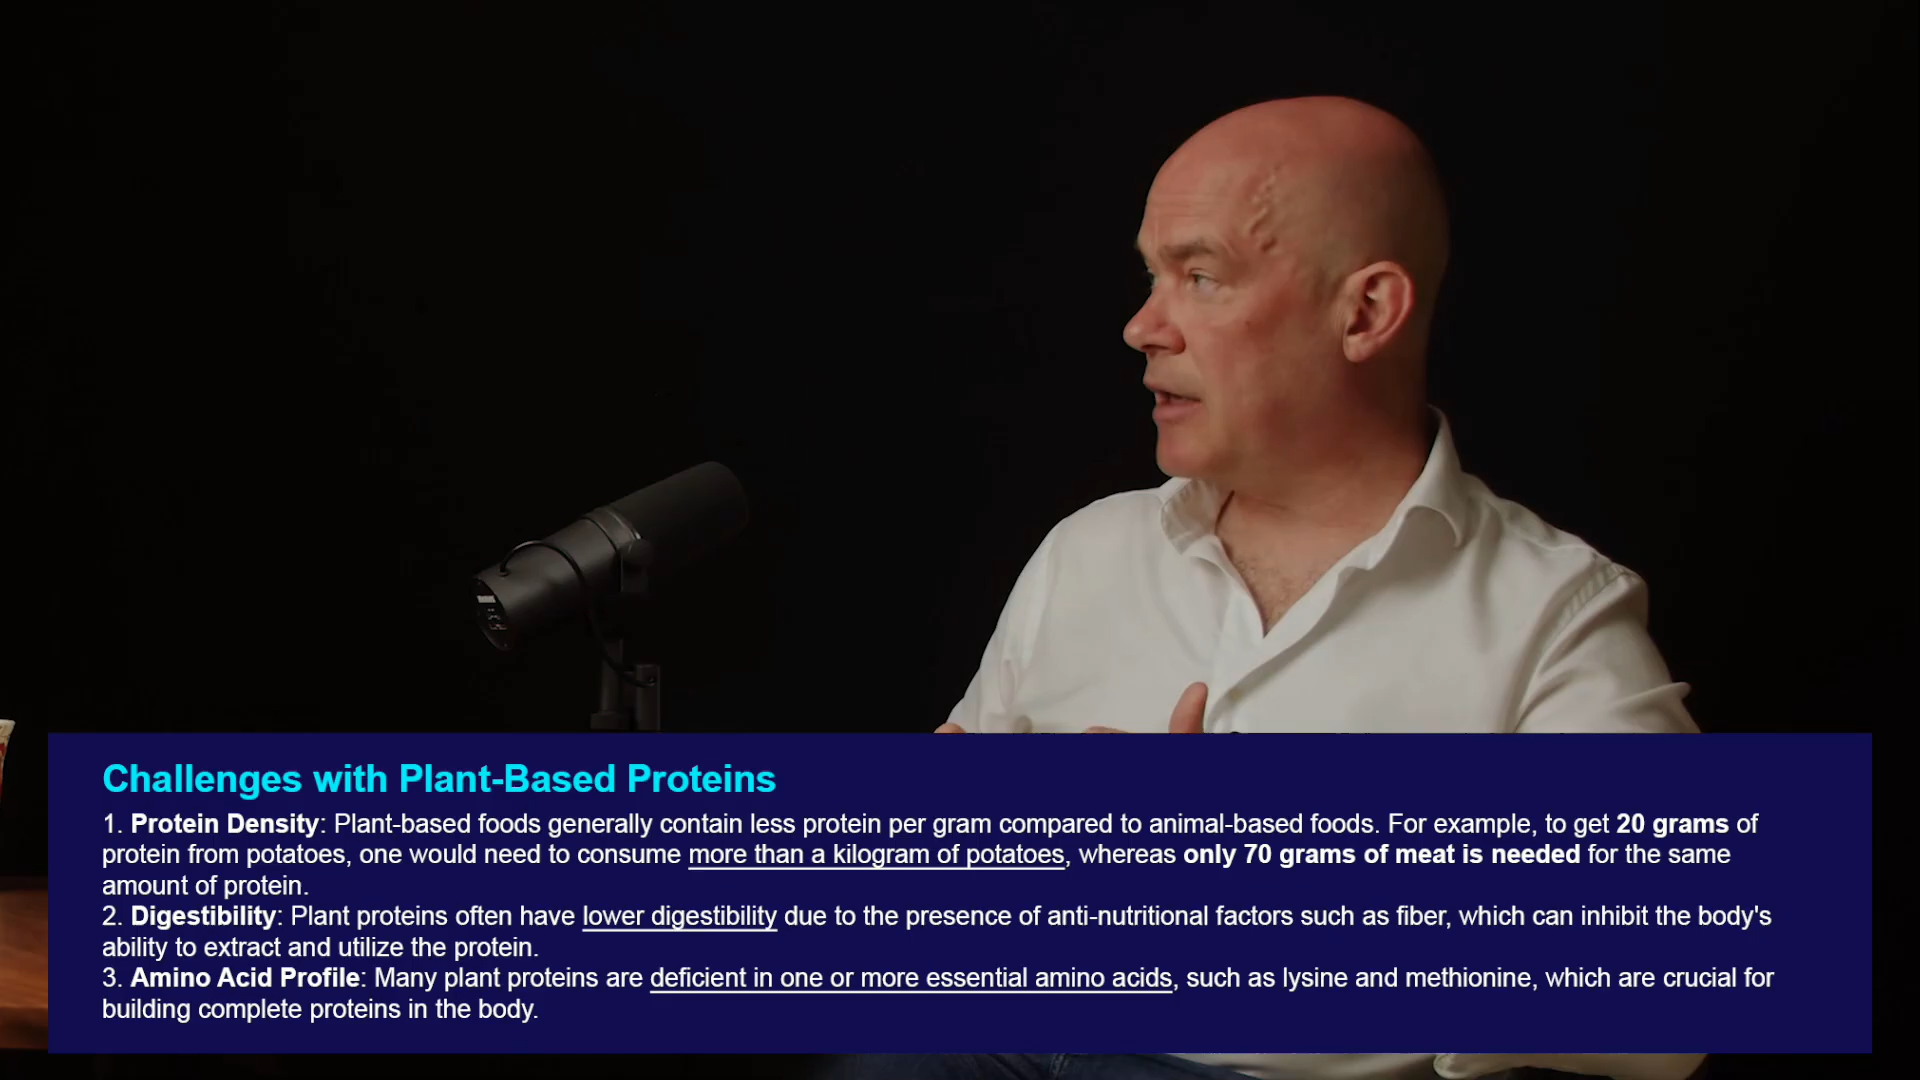 Challenges with Plant-Based Proteins
1. Protein Density: Plant-based foods generally contain less protein per gram compared to animal-based foods. For example, to get 20 grams of
protein from potatoes, one would need to consume more than a kilogram of potatoes, whereas only 70 grams of meat is needed for the same
amount of protein.
2. Digestibility: Plant proteins often have lower digestibility due to the presence of anti-nutritional factors such as fiber, which can inhibit the body's
ability to extract and utilize the protein.
3. Amino Acid Profile: Many plant proteins are deficient in one or more essential amino acids, such as lysine and methionine, which are crucial for
building complete proteins in the body.